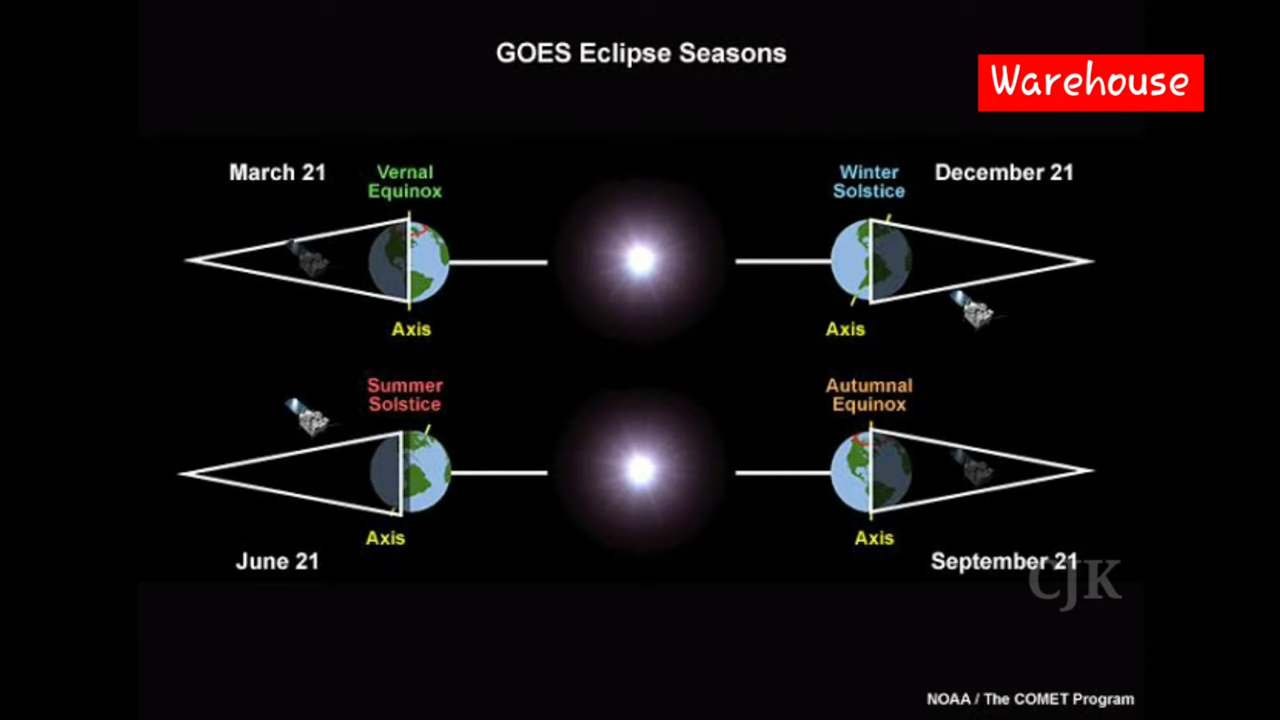 GOES Eclipse Seasons
Warehouse
March 21
Vernal
Equinox
Winter
Solstice
December 21
Axis
Axis
Summer
Solstice
Autumnal
Equinox
Axis
Axis
June 21
September 21
CJK
NOAA / The COMET Program